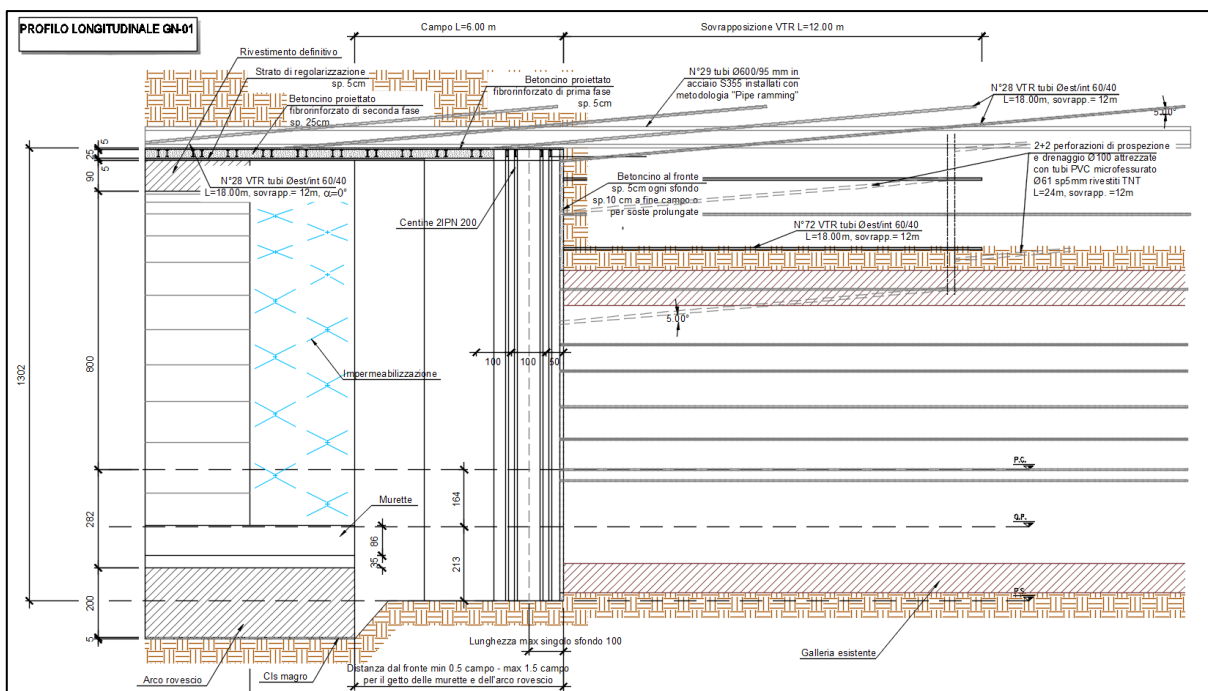 PROFILO LONGITUDINALE GN-01
Campo L=6.00 m
Sovrapposizione VTR L=12.00 m
Rivestimento definitivo
Strato di regolarizzazione
sp. 5cm
Betoncino proiettato
fibrorinforzato di seconda fase
sp. 25cm
Betoncino proiettato
fibrorinforzato di prima fase
sp. 5cm
N°29 tubi Ø600/95 mm in
acciaio S355 installati con
metodologia "Pipe ramming"
N°28 VTR tubi Øest/int 60/40
L=18.00m, sovrapp.= 12m
5.00°
2+2 perforazioni di prospezione
e drenaggio Ø100 attrezzate
con tubi PVC microfessurato
Ø61 sp5mm rivestiti TNT
L=24m, sovrapp. =12m
N°28 VTR tubi Øest/int 60/40
L=18.00m, sovrapp.= 12m, α=0°
Betoncino al fronte
sp. 5cm ogni sfondo
sp.10 cm a fine campo o
per soste prolungate
Centine 2IPN 200
N°72 VTR tubi Øest/int 60/40
L=18.00m, sovrapp.= 12m
5.00°
5
25
5
90
800
1302
282
200
5
100
100
50
Impermeabilizzazione
P.C.
164
Murette
Q.P.
86
35
213
P.S.
Lunghezza max singolo sfondo 100
Galleria esistente
Distanza dal fronte min 0.5 campo - max 1.5 campo
per il getto delle murette e dell'arco rovescio
Arco rovescio
Cls magro